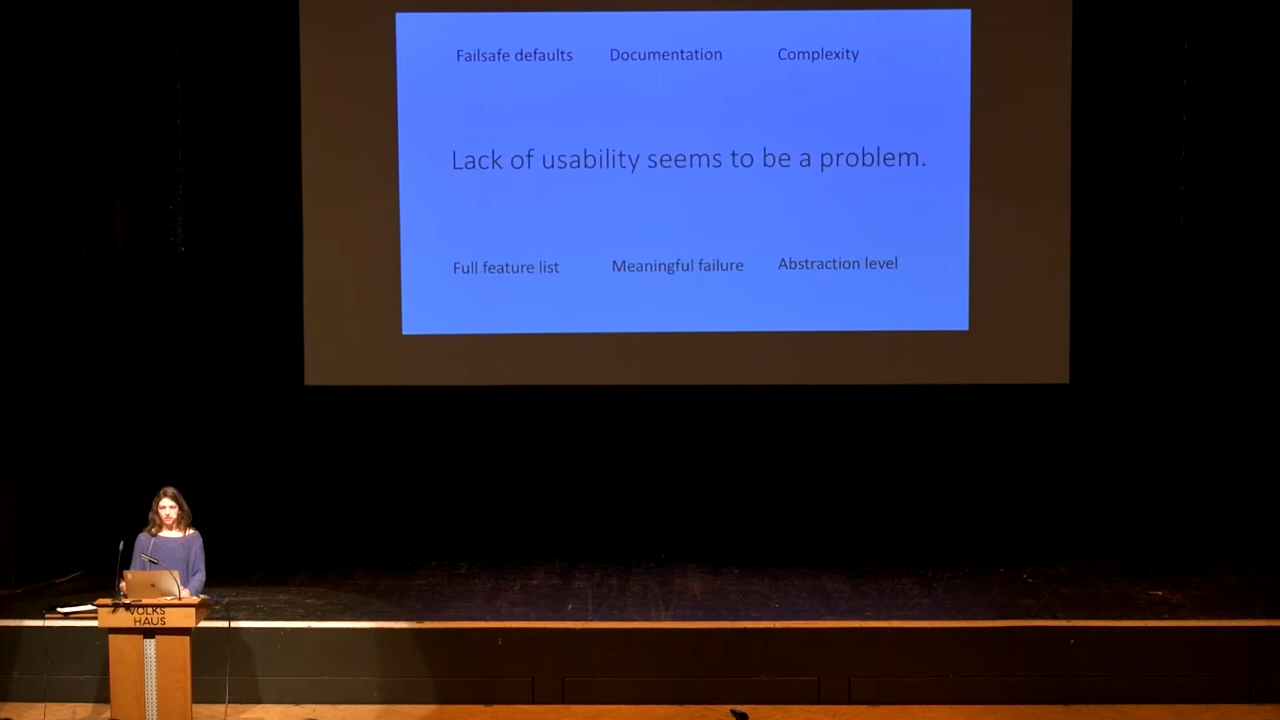 Failsafe defaults Documentation Complexity
Lack of usability seems to be a problem.
Full feature list Meaningful failure Abstraction level
VOLKS
HAUS